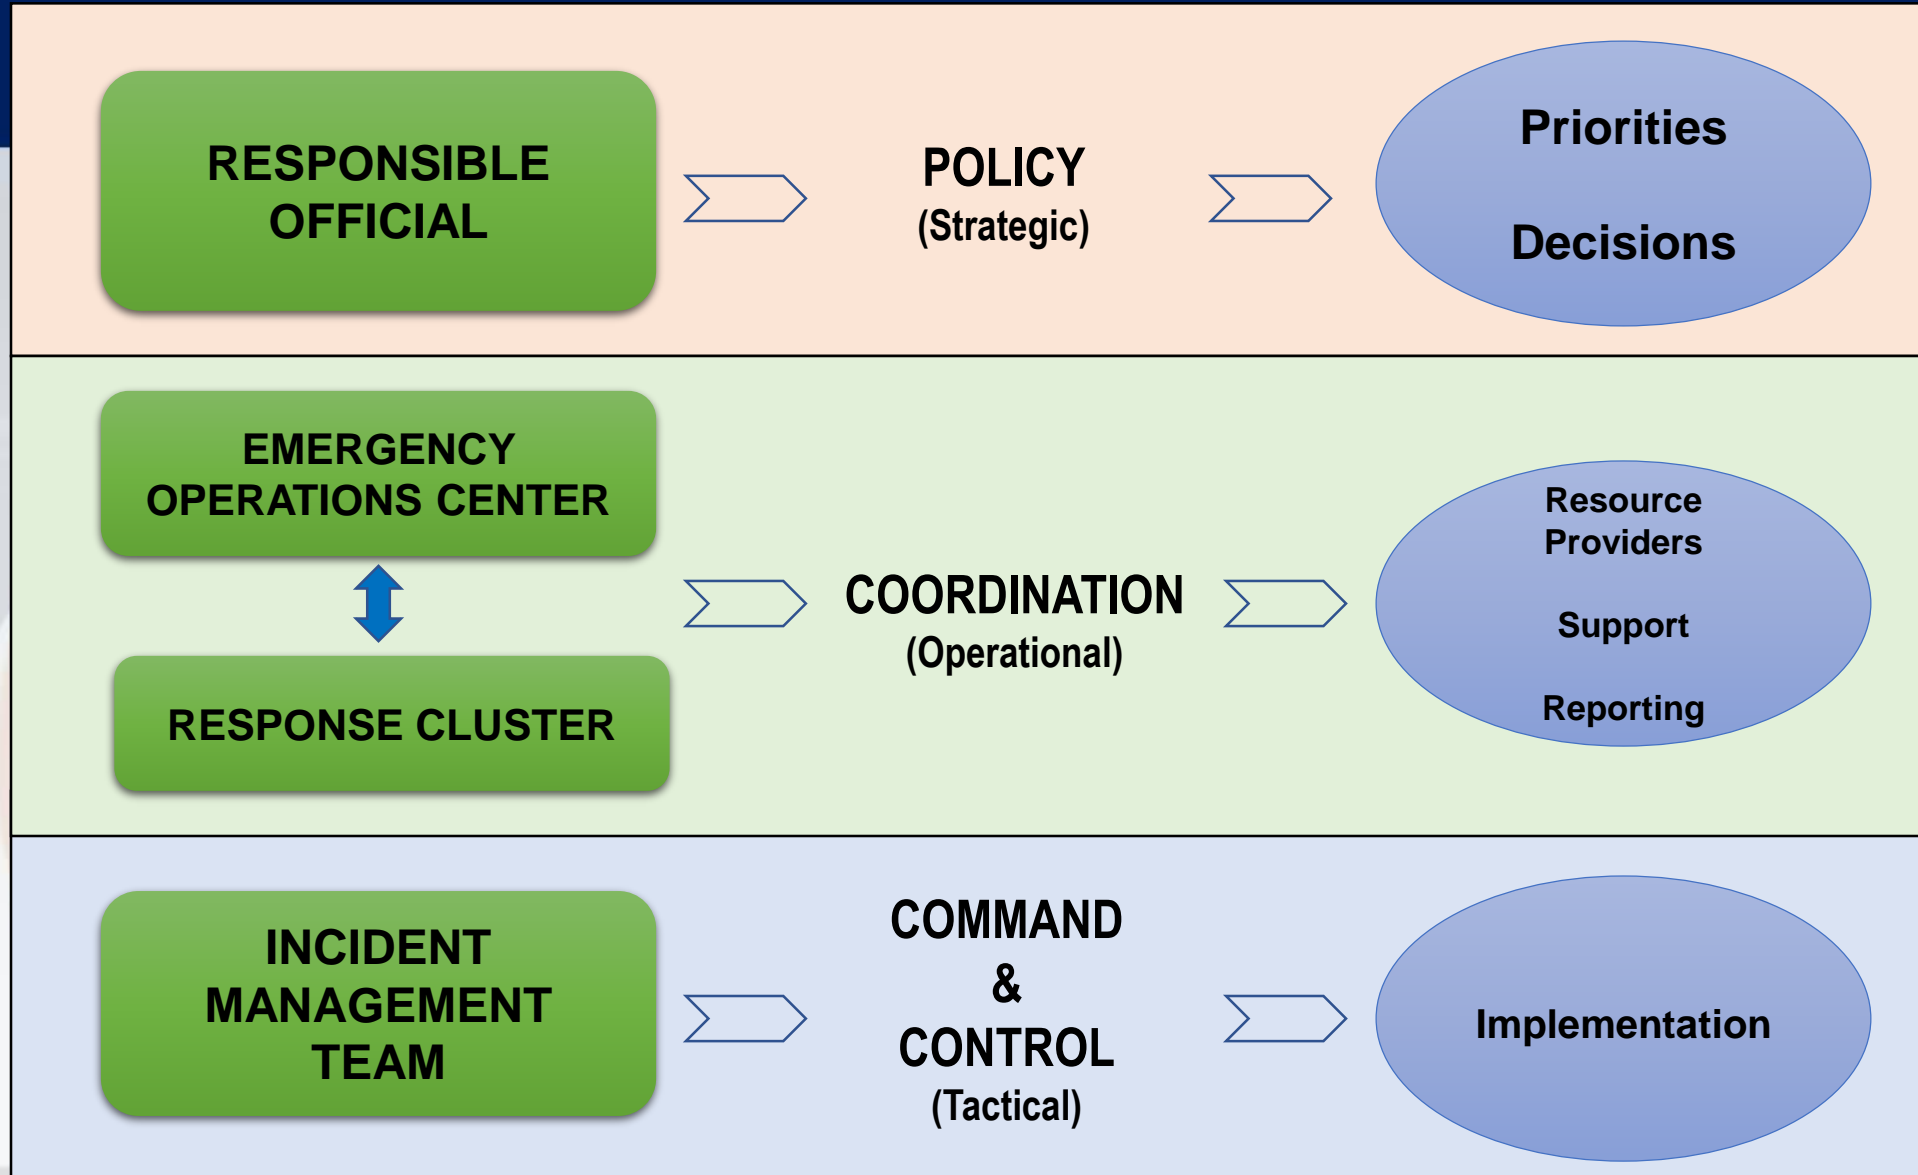 RESPONSIBLE
OFFICIAL
POLICY
(Strategic)
Priorities
Decisions
EMERGENCY
OPERATIONS CENTER
RESPONSE CLUSTER
COORDINATION
(Operational)
Resource
Providers
Support
Reporting
INCIDENT
MANAGEMENT
TEAM
COMMAND
&
CONTROL
(Tactical)
Implementation